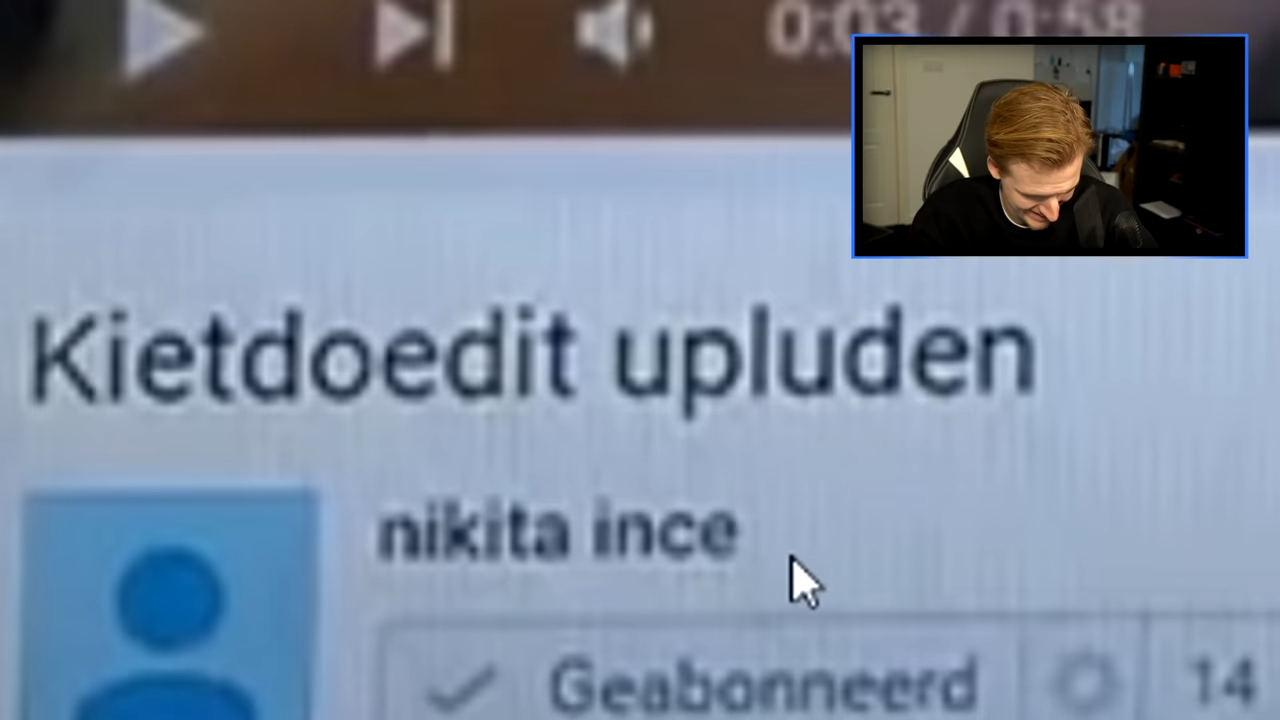 0:03 / 0:58
Kietdoedit upluden
nikita ince
Geabonneerd
14